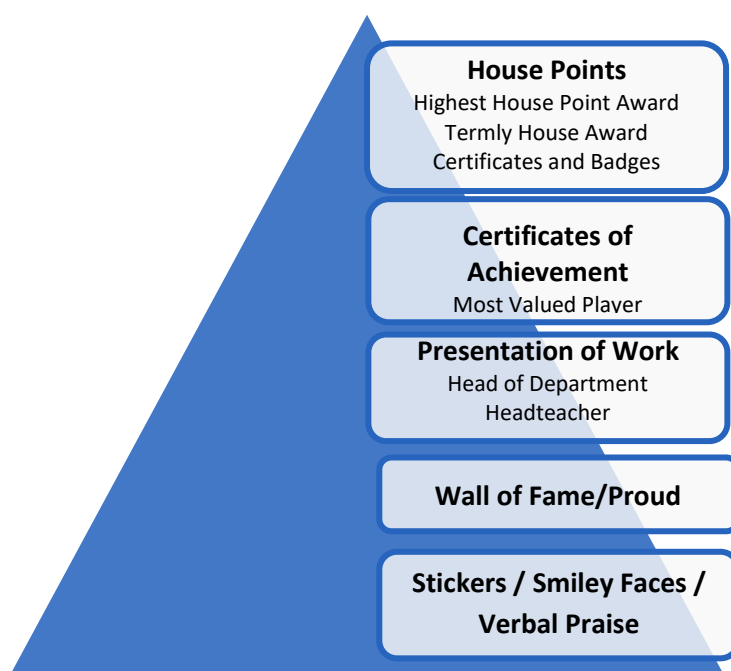 House Points
Highest House Point Award
Termly House Award
Certificates and Badges
Certificates of
Achievement
Most Valued Player
Presentation of Work
Head of Department
Headteacher
Wall of Fame/Proud
Stickers / Smiley Faces /
Verbal Praise